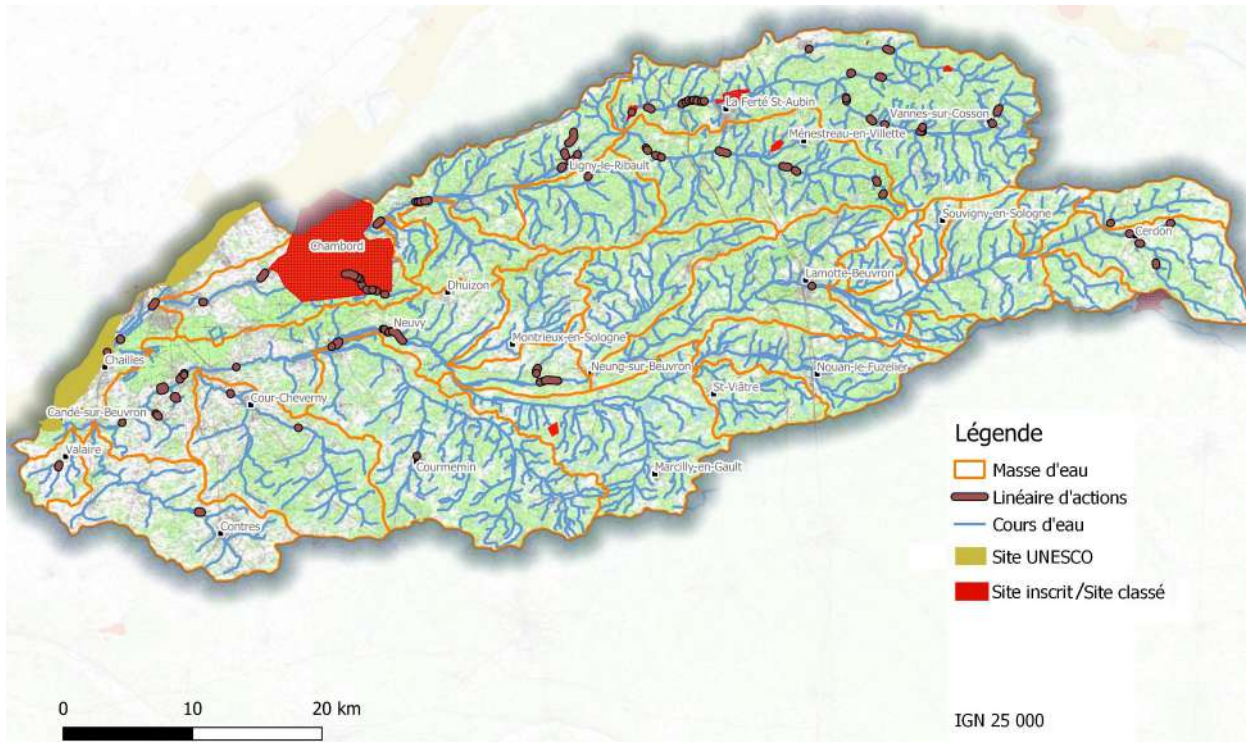 La Ferté St-Aubin
Vannes-sur-Cosson
Ménestreau-en-Villette
Ligny-le-Ribault
Souvigny-en-Sologne
Cerdon
Chambord
Lamotte-Beuvron
Dhuizon
Neuvy
Montrieux-en-Sologne
Chailles
Neung-sur-Beuvron
Nouan-le-Fuzelier
St-Viâtre
Cour-Cheverny
Candé-sur-Beuvron
Valaire
Courmemin
Marcilly-en-Gault
Contres
Légende
Masse d'eau
Linéaire d'actions
Cours d'eau
Site UNESCO
Site inscrit/Site classé
0 10 20 km
IGN 25 000